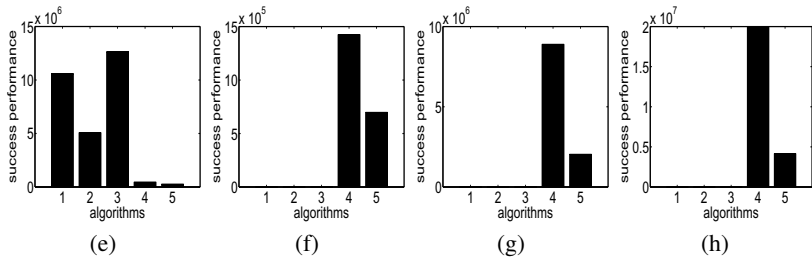 15 x 10^6
10
5
0
success performance
1 2 3 4 5
algorithms
(e)
15 x 10^5
10
5
0
success performance
1 2 3 4 5
algorithms
(f)
10 x 10^6
5
0
success performance
1 2 3 4 5
algorithms
(g)
2 x 10^7
1.5
1
0.5
0
success performance
1 2 3 4 5
algorithms
(h)